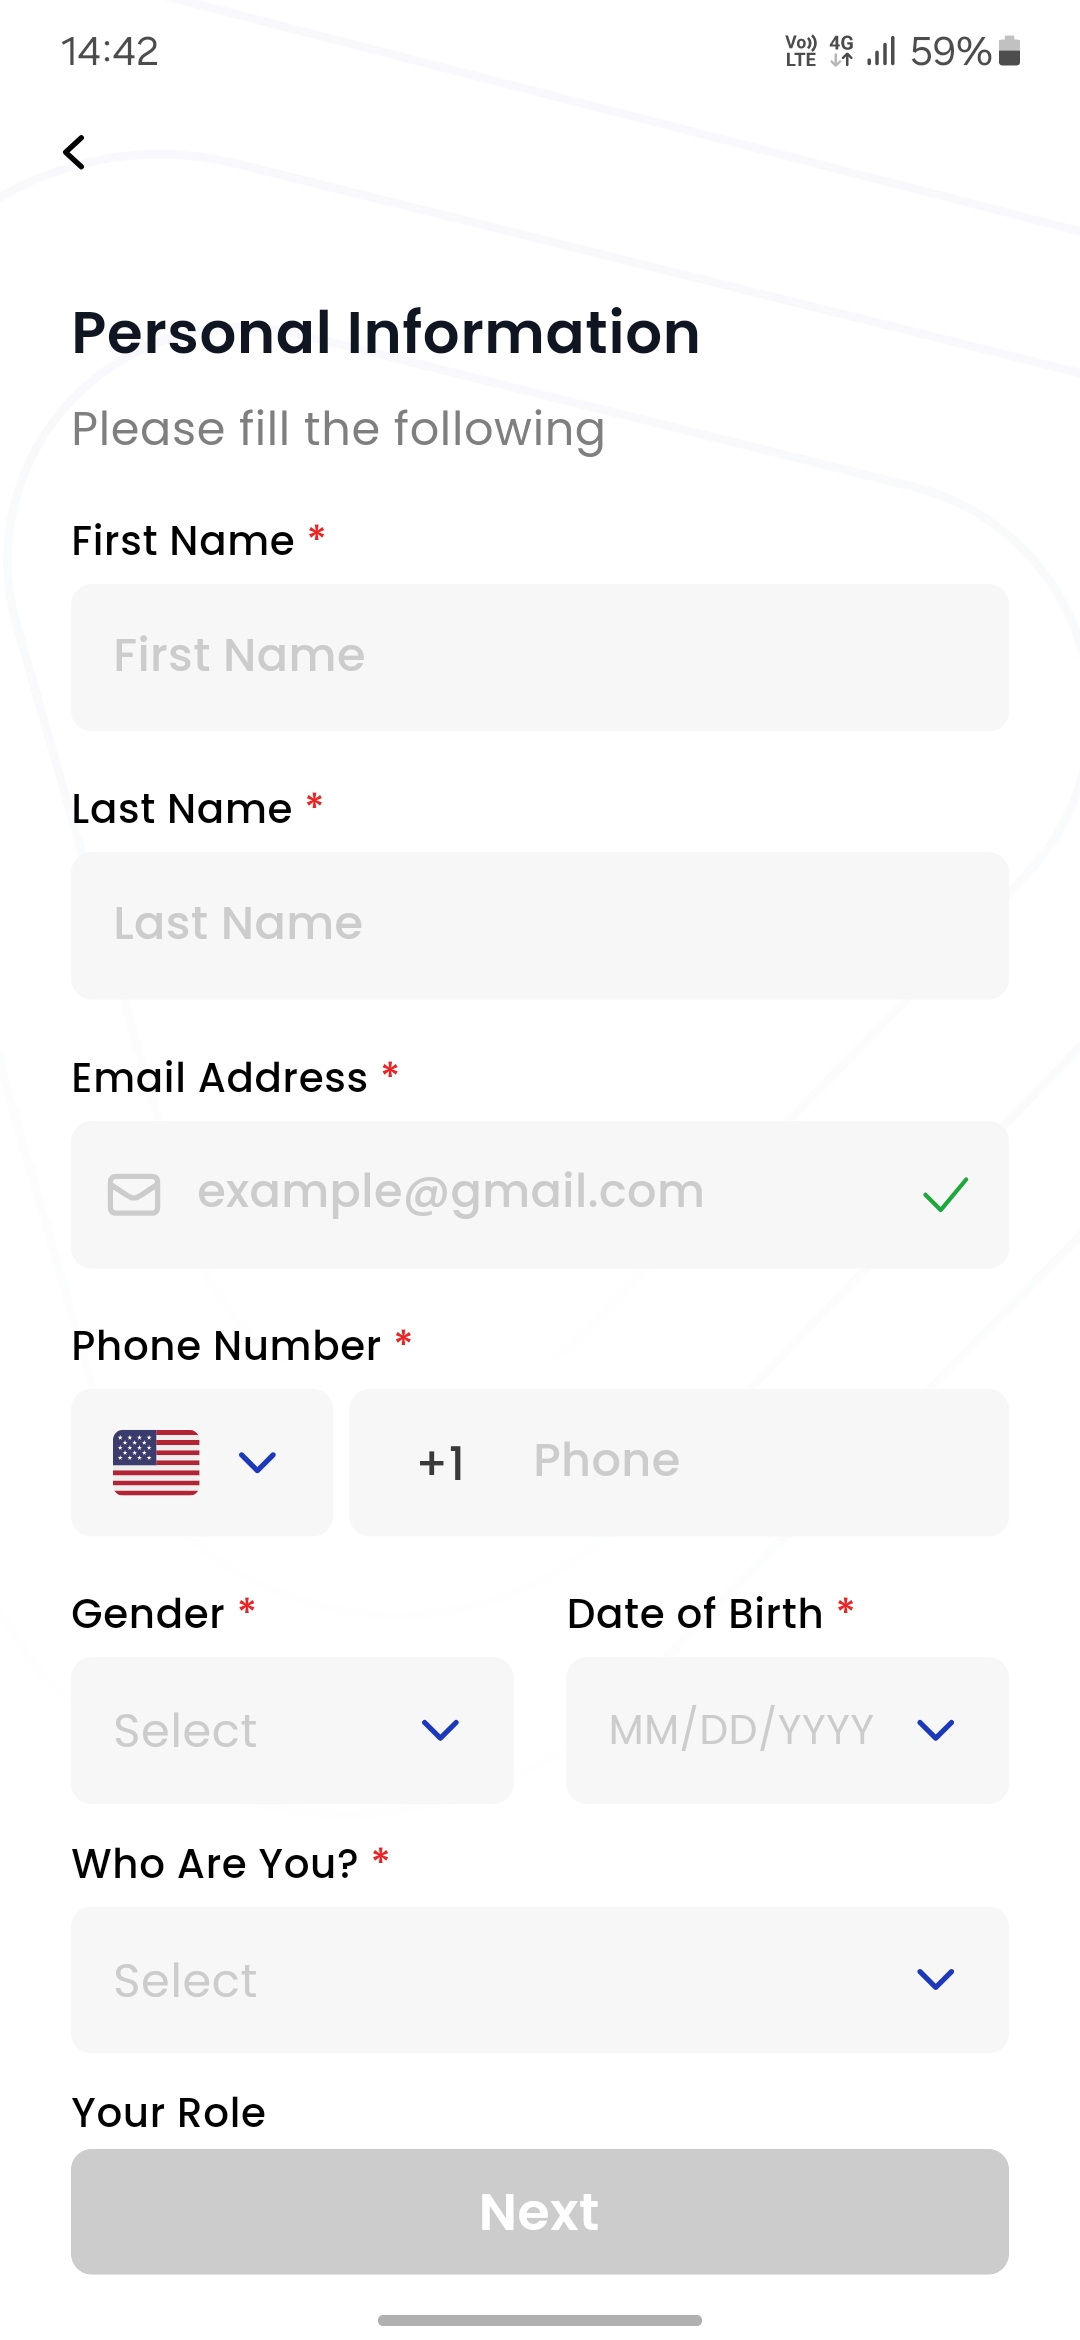 14:42 Vo)) LTE 4G 59%
Personal Information
Please fill the following
First Name *
First Name
Last Name *
Last Name
Email Address *
example@gmail.com
Phone Number *
+1 Phone
Gender * Date of Birth *
Select MM/DD/YYYY
Who Are You? *
Select
Your Role
Next